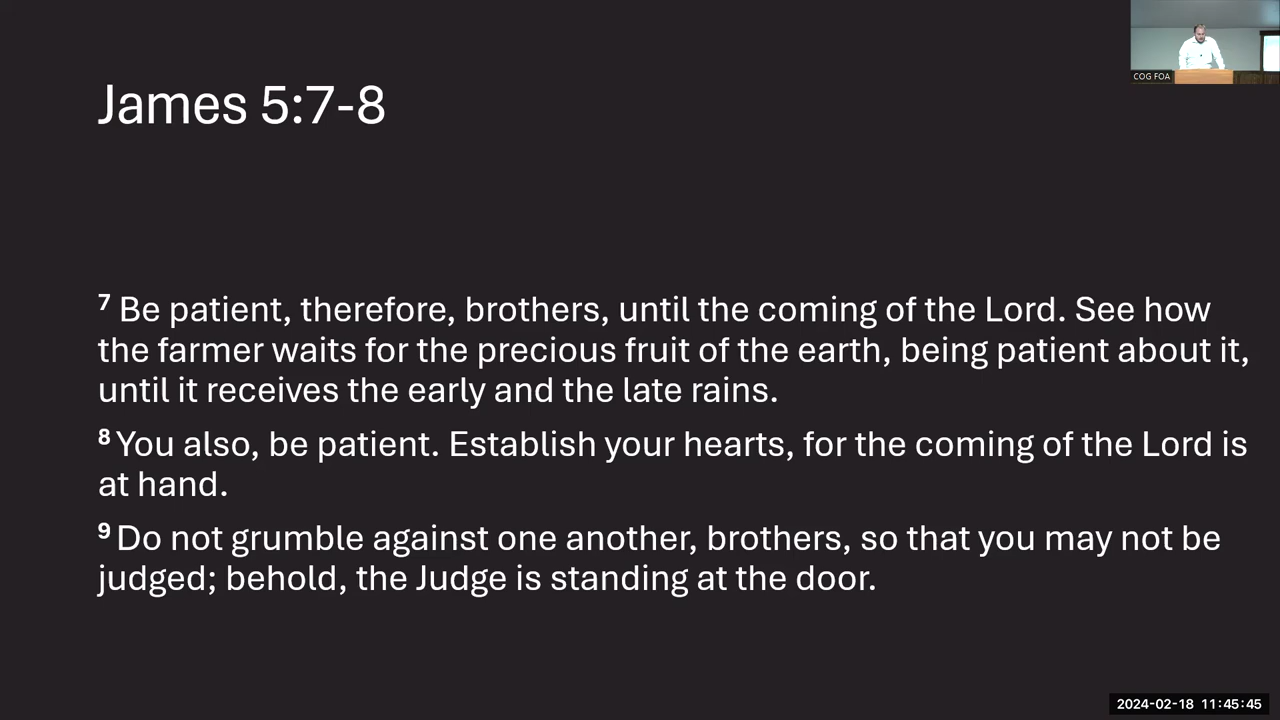 COG FOA
James 5:7-8
⁷ Be patient, therefore, brothers, until the coming of the Lord. See how
the farmer waits for the precious fruit of the earth, being patient about it,
until it receives the early and the late rains.
⁸ You also, be patient. Establish your hearts, for the coming of the Lord is
at hand.
⁹ Do not grumble against one another, brothers, so that you may not be
judged; behold, the Judge is standing at the door.
2024-02-18 11:45:45